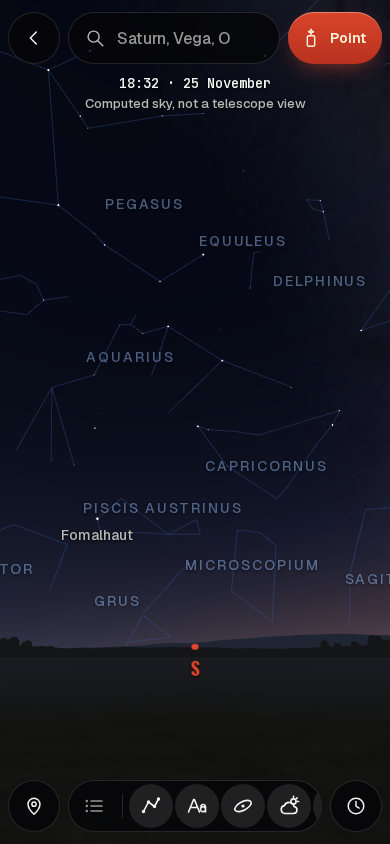 Saturn, Vega, O
Point
18:32 · 25 November
Computed sky, not a telescope view
PEGASUS
EQUULEUS
DELPHINUS
AQUARIUS
CAPRICORNUS
PISCIS AUSTRINUS
Fomalhaut
MICROSCOPIUM
TOR
SAGIT
GRUS
S
Aa